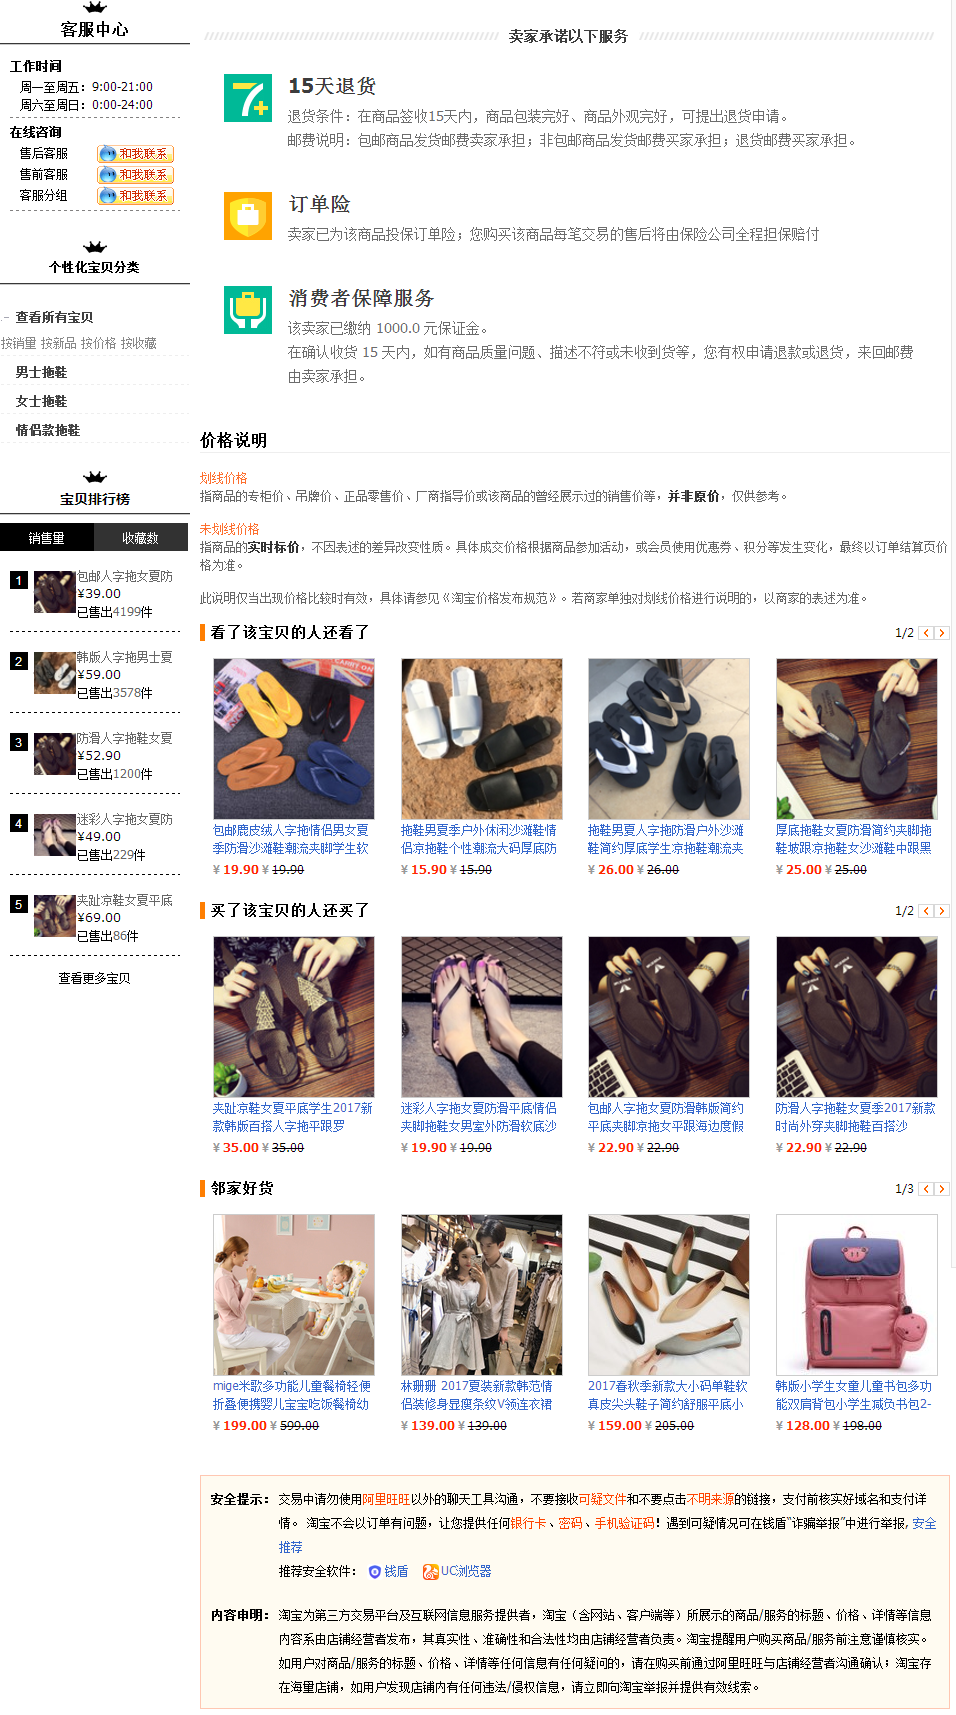 客服中心
工作时间
周一至周五：9:00-21:00
周六至周日：0:00-24:00
在线咨询
售后客服 和我联系
售前客服 和我联系
客服分组 和我联系
个性化宝贝分类
查看所有宝贝
按销量 按新品 按价格 按收藏
男士拖鞋
女士拖鞋
情侣款拖鞋
宝贝排行榜
销售量 收藏数
1 包邮人字拖女夏防
¥39.00
已售出4199件
2 韩版人字拖男士夏
¥59.00
已售出3578件
3 防滑人字拖鞋女夏
¥52.90
已售出1200件
4 迷彩人字拖女夏防
¥49.00
已售出229件
5 夹趾凉鞋女夏平底
¥69.00
已售出86件
查看更多宝贝
卖家承诺以下服务
7+
15天退货
退货条件：在商品签收15天内，商品包装完好、商品外观完好，可提出退货申请。
邮费说明：包邮商品发货邮费卖家承担；非包邮商品发货邮费买家承担；退货邮费买家承担。
订单险
卖家已为该商品投保订单险；您购买该商品每笔交易的售后将由保险公司全程担保赔付
消费者保障服务
该卖家已缴纳 1000.0 元保证金。
在确认收货 15 天内，如有商品质量问题、描述不符或未收到货等，您有权申请退款或退货，来回邮费
由卖家承担。
价格说明
划线价格
指商品的专柜价、吊牌价、正品零售价、厂商指导价或该商品的曾经展示过的销售价等，并非原价，仅供参考。
未划线价格
指商品的实时标价，不因表述的差异改变性质。具体成交价格根据商品参加活动，或会员使用优惠券、积分等发生变化，最终以订单结算页价
格为准。
此说明仅当出现价格比较时有效，具体请参见《淘宝价格发布规范》。若商家单独对划线价格进行说明的，以商家的表述为准。
看了该宝贝的人还看了 1/2
包邮鹿皮绒人字拖情侣男女夏
季防滑沙滩鞋潮流夹脚学生软
¥ 19.90 ¥ 19.90
拖鞋男夏季户外休闲沙滩鞋情
侣凉拖鞋个性潮流大码厚底防
¥ 15.90 ¥ 15.90
拖鞋男夏人字拖防滑户外沙滩
鞋简约厚底学生凉拖鞋潮流夹
¥ 26.00 ¥ 26.00
厚底拖鞋女夏防滑简约夹脚拖
鞋坡跟凉拖鞋女沙滩鞋中跟黑
¥ 25.00 ¥ 25.00
买了该宝贝的人还买了 1/2
夹趾凉鞋女夏平底学生2017新
款韩版百搭人字拖平跟罗
¥ 35.00 ¥ 35.00
迷彩人字拖女夏防滑平底情侣
夹脚拖鞋女男室外防滑软底沙
¥ 19.90 ¥ 19.90
包邮人字拖女夏防滑韩版简约
平底夹脚凉拖女平跟海边度假
¥ 22.90 ¥ 22.90
防滑人字拖鞋女夏季2017新款
时尚外穿夹脚拖鞋百搭沙
¥ 22.90 ¥ 22.90
邻家好货 1/3
mige米歌多功能儿童餐椅轻便
折叠便携婴儿宝宝吃饭餐椅幼
¥ 199.00 ¥ 599.00
林珊珊 2017夏装新款韩范情
侣装修身显瘦条纹V领连衣裙
¥ 139.00 ¥ 139.00
2017春秋季新款大小码单鞋软
真皮尖头鞋子简约舒服平底小
¥ 159.00 ¥ 205.00
韩版小学生女童儿童书包多功
能双肩背包小学生减负书包2-
¥ 128.00 ¥ 198.00
安全提示： 交易中请勿使用阿里旺旺以外的聊天工具沟通，不要接收可疑文件和不要点击不明来源的链接，支付前核实好域名和支付详
情。 淘宝不会以订单有问题，让您提供任何银行卡、密码、手机验证码！遇到可疑情况可在钱盾“诈骗举报”中进行举报, 安全
推荐
推荐安全软件： 钱盾 UC浏览器
内容申明： 淘宝为第三方交易平台及互联网信息服务提供者，淘宝（含网站、客户端等）所展示的商品/服务的标题、价格、详情等信息
内容系由店铺经营者发布，其真实性、准确性和合法性均由店铺经营者负责。淘宝提醒用户购买商品/服务前注意谨慎核实。
如用户对商品/服务的标题、价格、详情等任何信息有任何疑问的，请在购买前通过阿里旺旺与店铺经营者沟通确认；淘宝存
在海量店铺，如用户发现店铺内有任何违法/侵权信息，请立即向淘宝举报并提供有效线索。